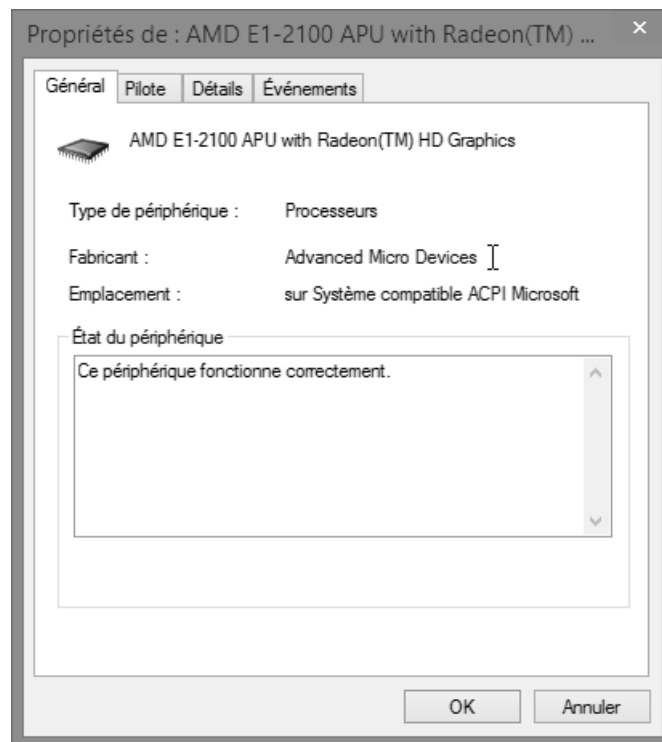 Propriétés de : AMD E1-2100 APU with Radeon(TM) ...
Général Pilote Détails Événements
AMD E1-2100 APU with Radeon(TM) HD Graphics
Type de périphérique : Processeurs
Fabricant : Advanced Micro Devices
Emplacement : sur Système compatible ACPI Microsoft
État du périphérique
Ce périphérique fonctionne correctement.
OK Annuler